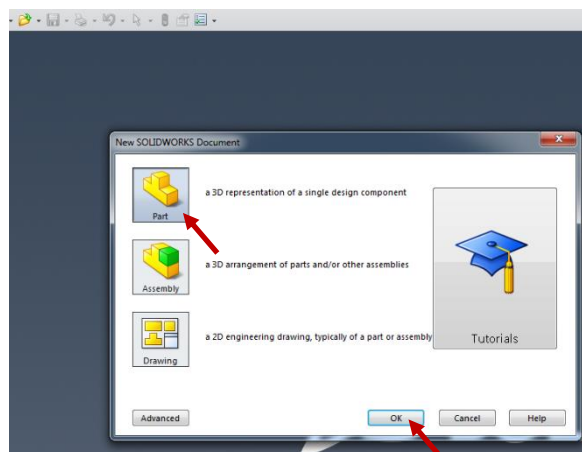 New SOLIDWORKS Document
Part
a 3D representation of a single design component
Assembly
a 3D arrangement of parts and/or other assemblies
Drawing
a 2D engineering drawing, typically of a part or assembly
Tutorials
Advanced
OK
Cancel
Help